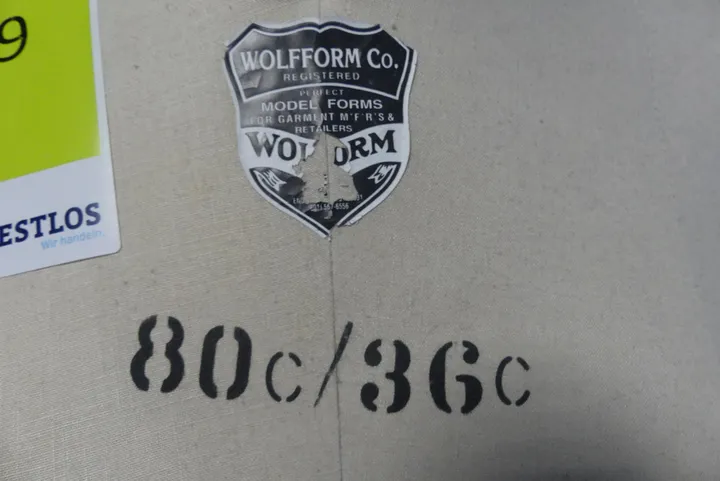 9
ESTLOS
Wir handeln.
WOLFFORM Co.
REGISTERED
PERFECT
MODEL FORMS
FOR GARMENT M'F'R'S &
RETAILERS
80c/36c